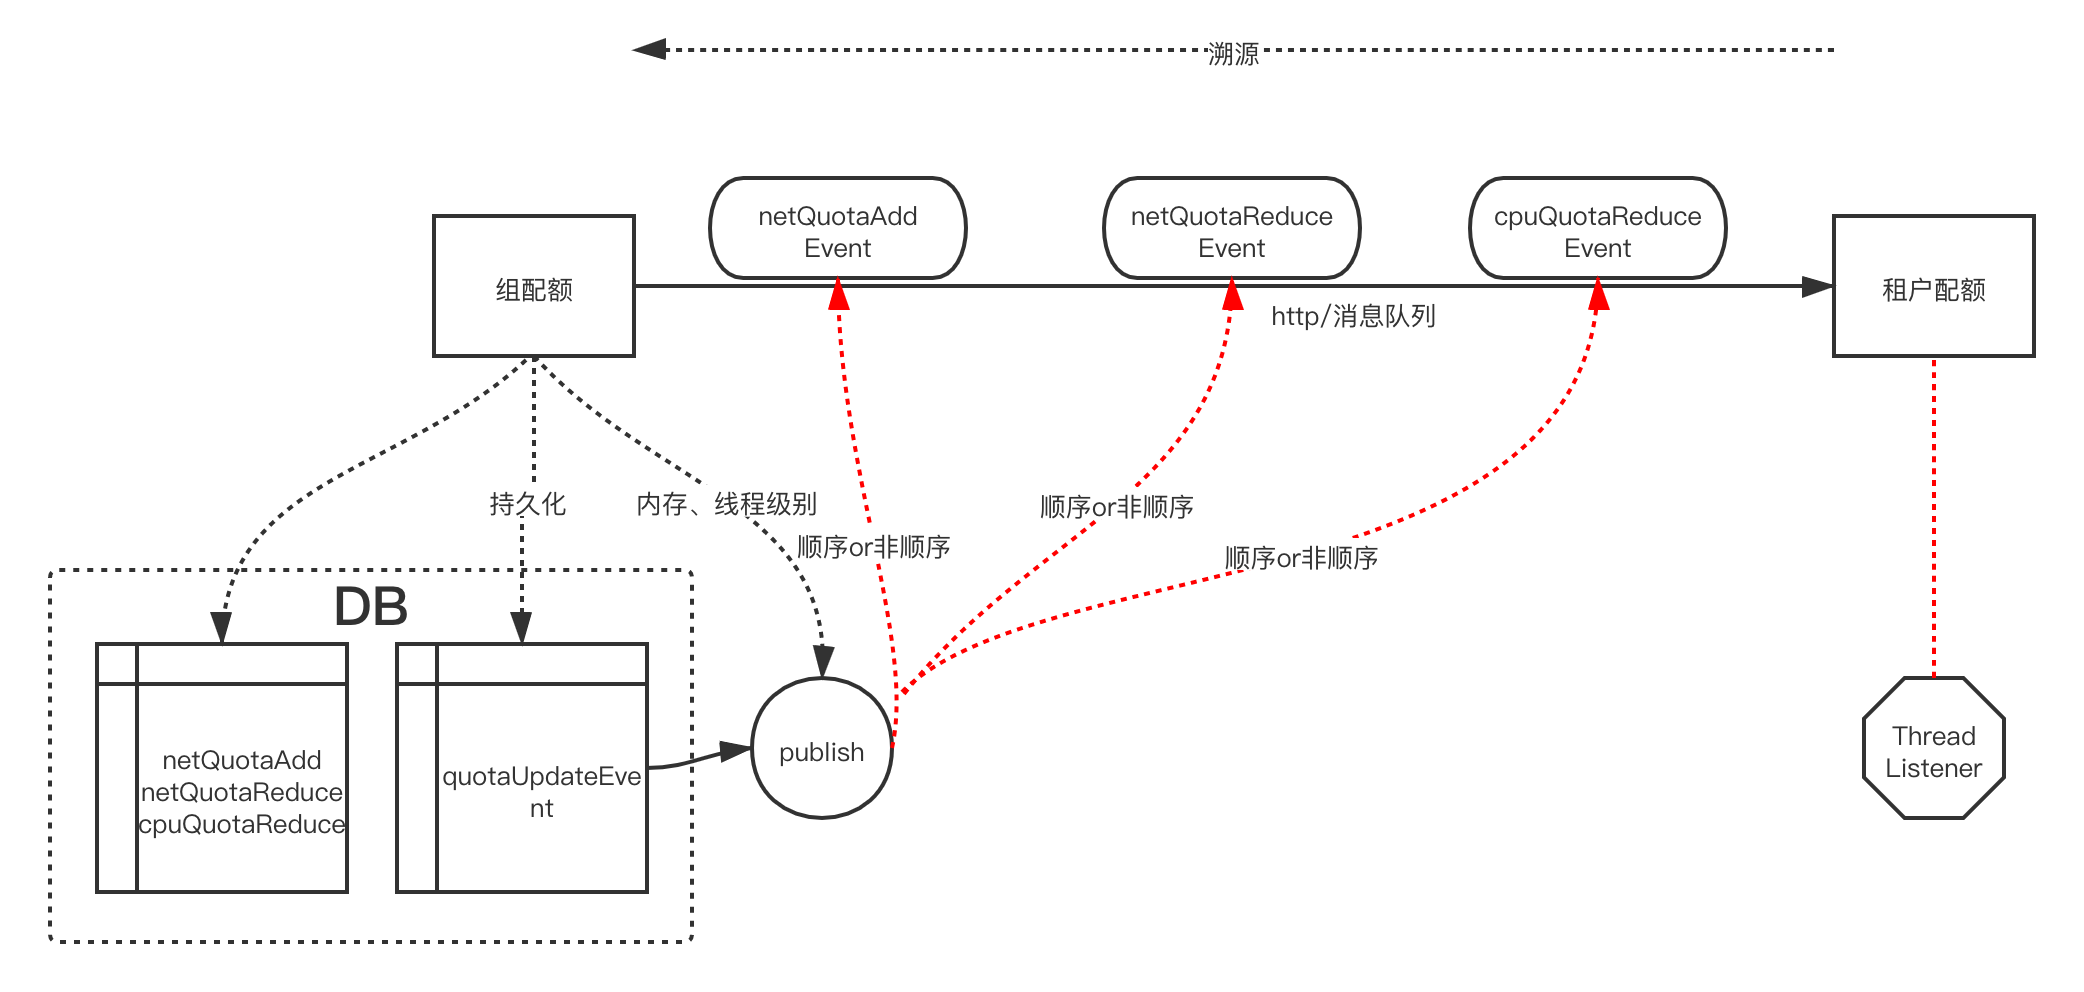 溯源
netQuotaAdd
Event
netQuotaReduce
Event
cpuQuotaReduce
Event
组配额
租户配额
http/消息队列
持久化
内存、线程级别
顺序or非顺序
顺序or非顺序
顺序or非顺序
DB
netQuotaAdd
netQuotaReduce
cpuQuotaReduce
quotaUpdateEve
nt
publish
Thread
Listener